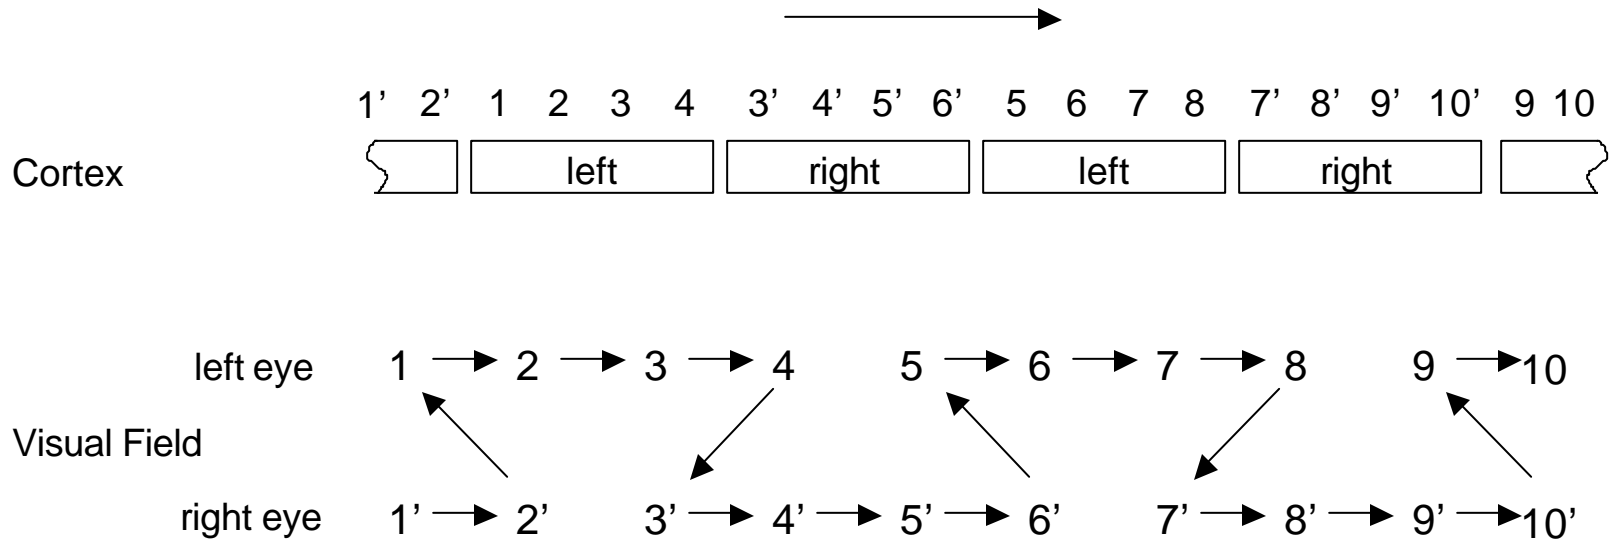 1’ 2’ 1 2 3 4 3’ 4’ 5’ 6’ 5 6 7 8 7’ 8’ 9’ 10’ 9 10
Cortex left right left right
left eye 1 2 3 4 5 6 7 8 9 10
Visual Field
right eye 1’ 2’ 3’ 4’ 5’ 6’ 7’ 8’ 9’ 10’